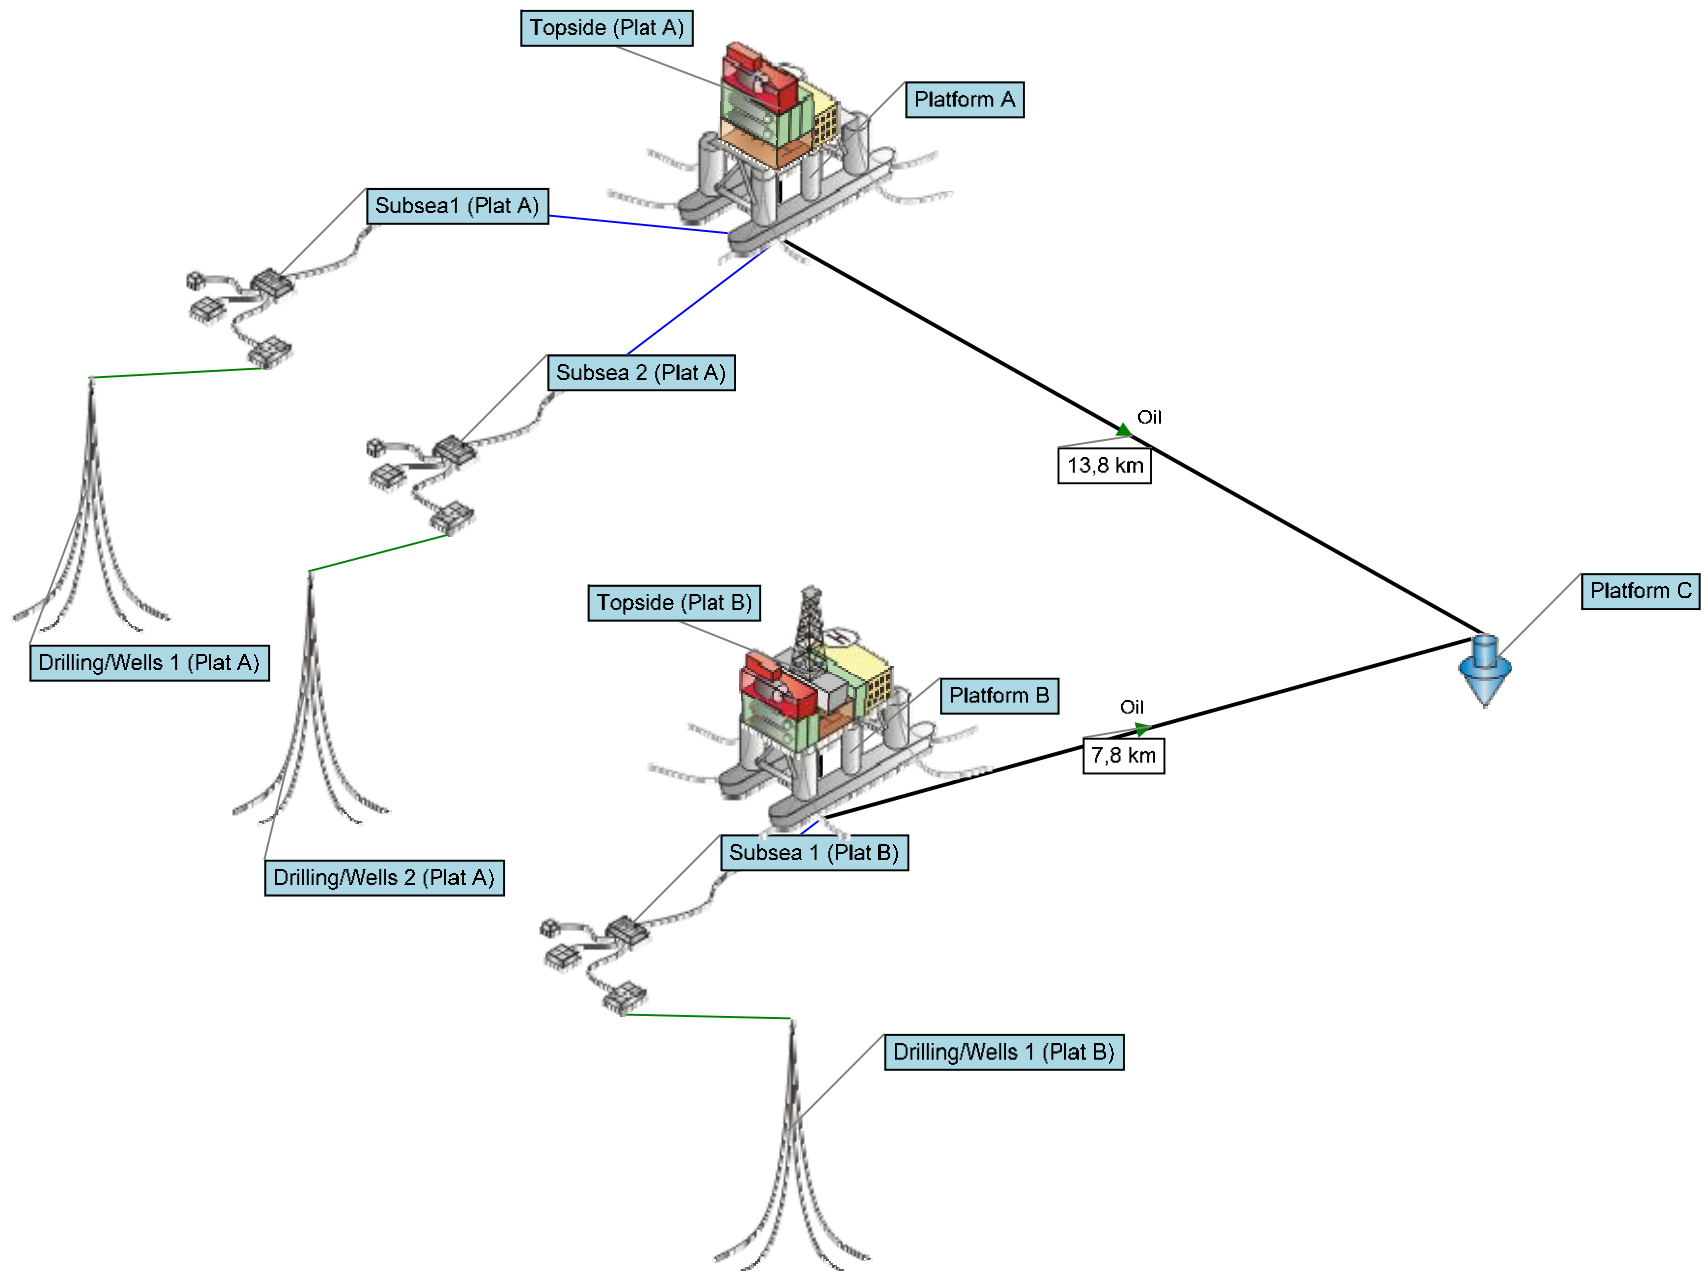 Topside (Plat A)
Platform A
Subsea1 (Plat A)
Subsea 2 (Plat A)
Oil
13,8 km
Platform C
Topside (Plat B)
Drilling/Wells 1 (Plat A)
Platform B
Oil
7,8 km
Subsea 1 (Plat B)
Drilling/Wells 2 (Plat A)
Drilling/Wells 1 (Plat B)